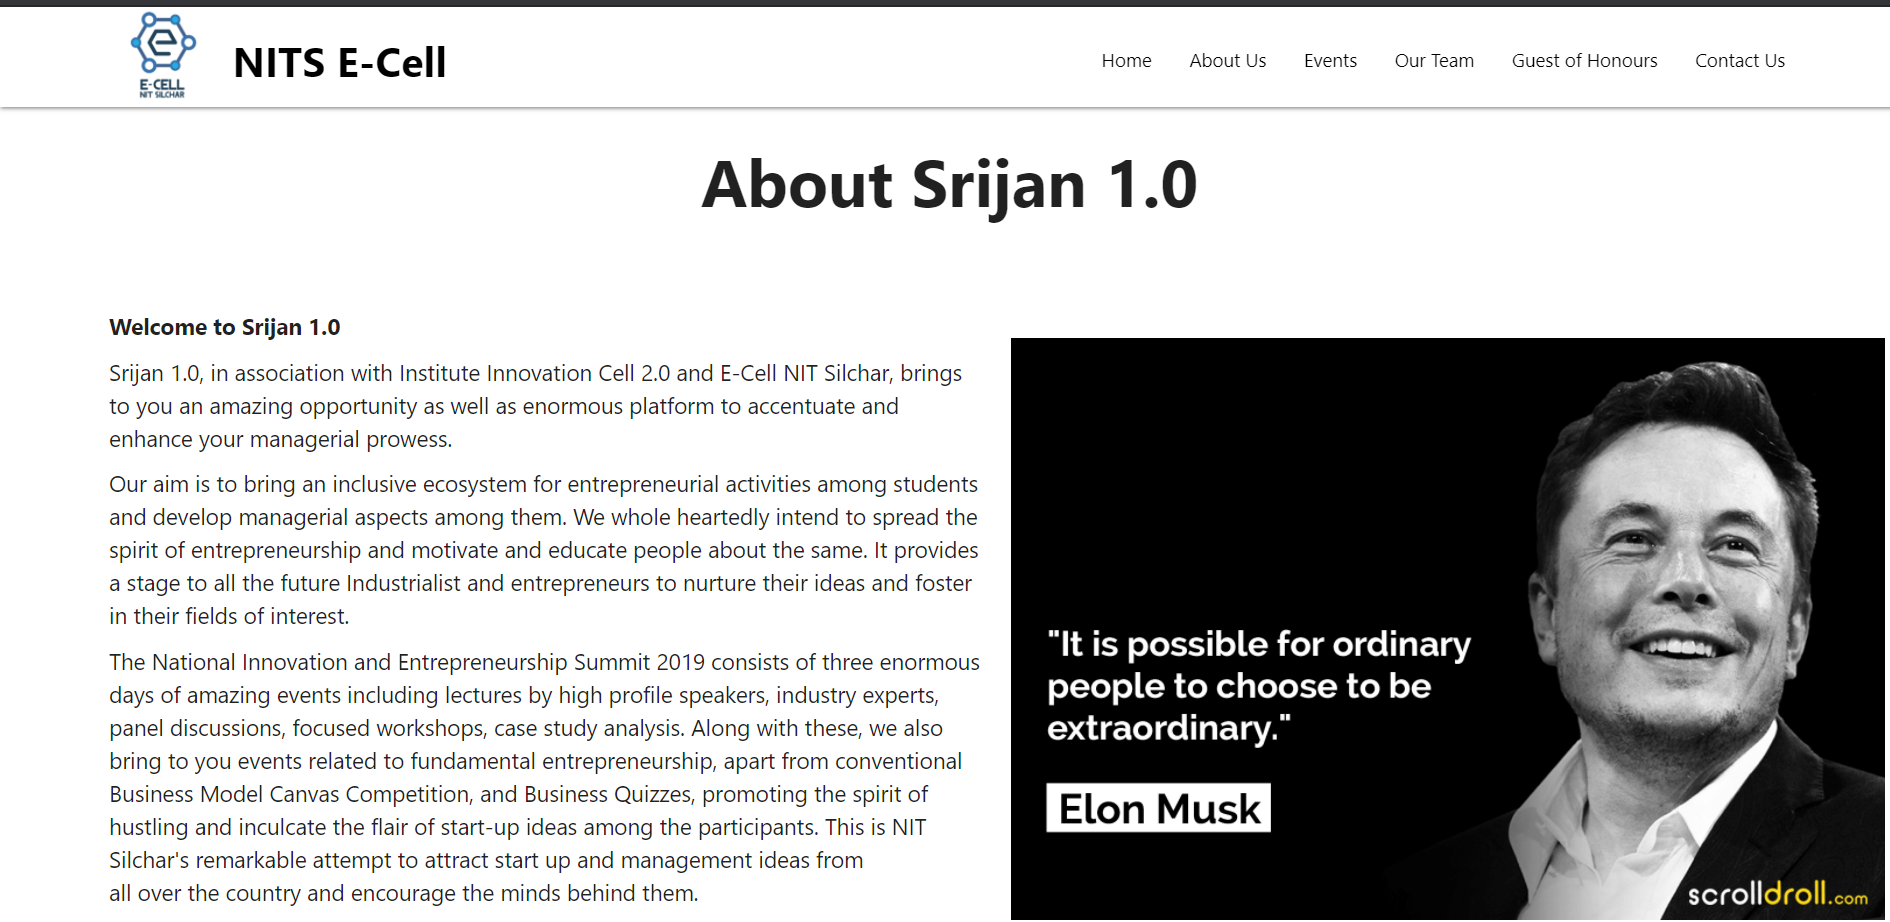 E-CELL
NIT SILCHAR
NITS E-Cell
Home About Us Events Our Team Guest of Honours Contact Us
About Srijan 1.0
Welcome to Srijan 1.0
Srijan 1.0, in association with Institute Innovation Cell 2.0 and E-Cell NIT Silchar, brings
to you an amazing opportunity as well as enormous platform to accentuate and
enhance your managerial prowess.
Our aim is to bring an inclusive ecosystem for entrepreneurial activities among students
and develop managerial aspects among them. We whole heartedly intend to spread the
spirit of entrepreneurship and motivate and educate people about the same. It provides
a stage to all the future Industrialist and entrepreneurs to nurture their ideas and foster
in their fields of interest.
The National Innovation and Entrepreneurship Summit 2019 consists of three enormous
days of amazing events including lectures by high profile speakers, industry experts,
panel discussions, focused workshops, case study analysis. Along with these, we also
bring to you events related to fundamental entrepreneurship, apart from conventional
Business Model Canvas Competition, and Business Quizzes, promoting the spirit of
hustling and inculcate the flair of start-up ideas among the participants. This is NIT
Silchar's remarkable attempt to attract start up and management ideas from
all over the country and encourage the minds behind them.
"It is possible for ordinary
people to choose to be
extraordinary."
Elon Musk
scrolldroll.com